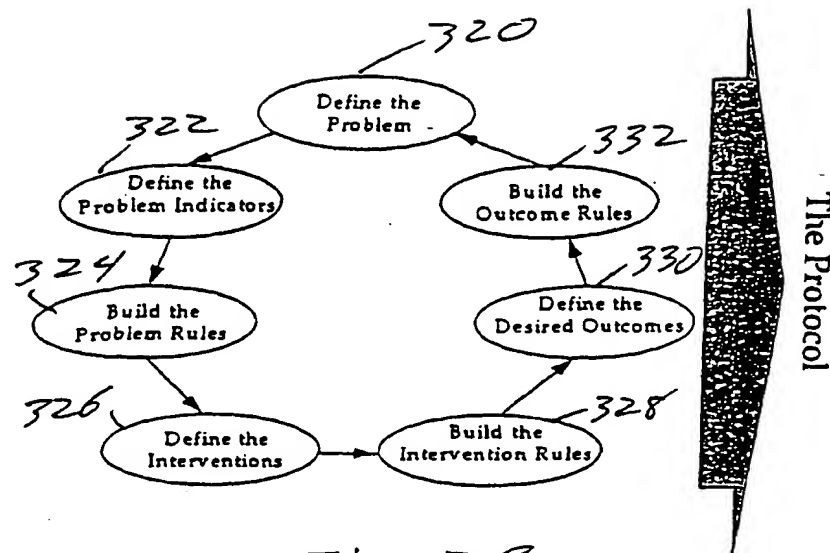 320
Define the
Problem
322
332
Define the
Problem Indicators
Build the
Outcome Rules
324
330
Build the
Problem Rules
Define the
Desired Outcomes
326
328
Define the
Interventions
Build the
Intervention Rules
The Protocol